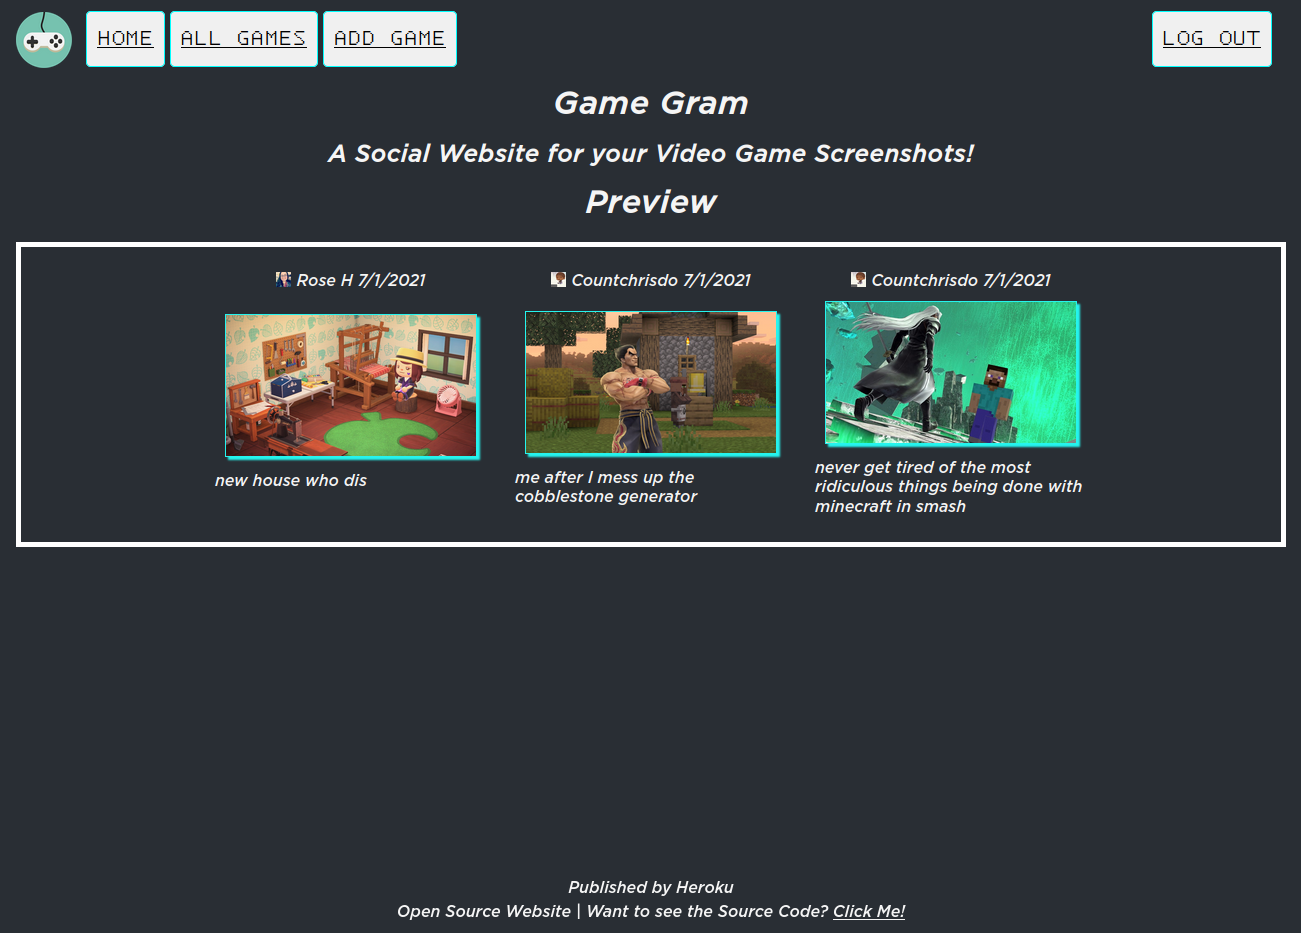 HOME ALL GAMES ADD GAME LOG OUT
Game Gram
A Social Website for your Video Game Screenshots!
Preview
Rose H 7/1/2021
new house who dis
Countchrisdo 7/1/2021
me after I mess up the
cobblestone generator
Countchrisdo 7/1/2021
never get tired of the most
ridiculous things being done with
minecraft in smash
Published by Heroku
Open Source Website | Want to see the Source Code? Click Me!